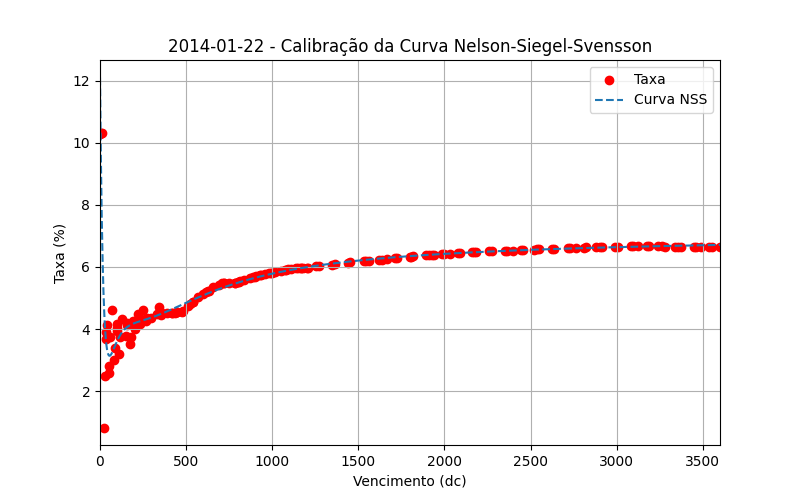 2014-01-22 - Calibração da Curva Nelson-Siegel-Svensson
Taxa
Curva NSS
Taxa (%)
12
10
8
6
4
2
0
500
1000
1500
2000
2500
3000
3500
Vencimento (dc)